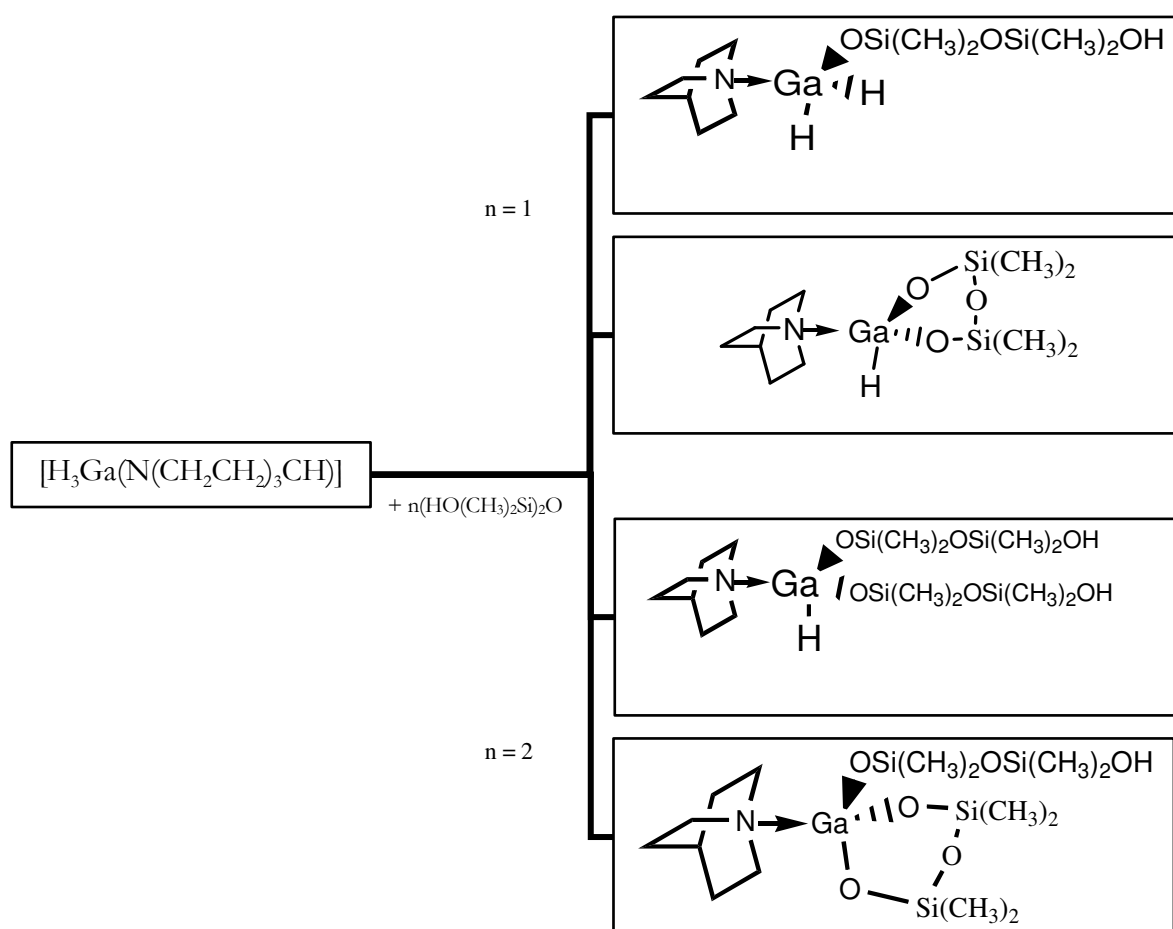 OSi(CH₃)₂OSi(CH₃)₂OH
N Ga H
H
n = 1
Si(CH₃)₂
O
O
N Ga O Si(CH₃)₂
H
[H₃Ga(N(CH₂CH₂)₃CH)]
+ n(HO(CH₃)₂Si)₂O
OSi(CH₃)₂OSi(CH₃)₂OH
N Ga OSi(CH₃)₂OSi(CH₃)₂OH
H
n = 2
OSi(CH₃)₂OSi(CH₃)₂OH
N Ga O Si(CH₃)₂
O
O
Si(CH₃)₂